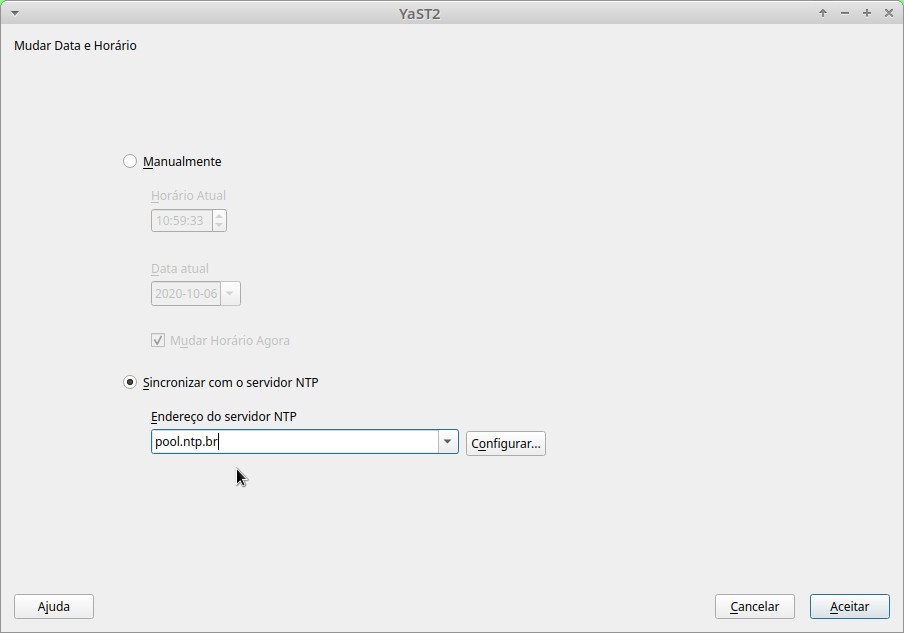 YaST2
Mudar Data e Horário
Manualmente
Horário Atual
10:59:33
Data atual
2020-10-06
Mudar Horário Agora
Sincronizar com o servidor NTP
Endereço do servidor NTP
pool.ntp.br
Configurar...
Ajuda
Cancelar
Aceitar